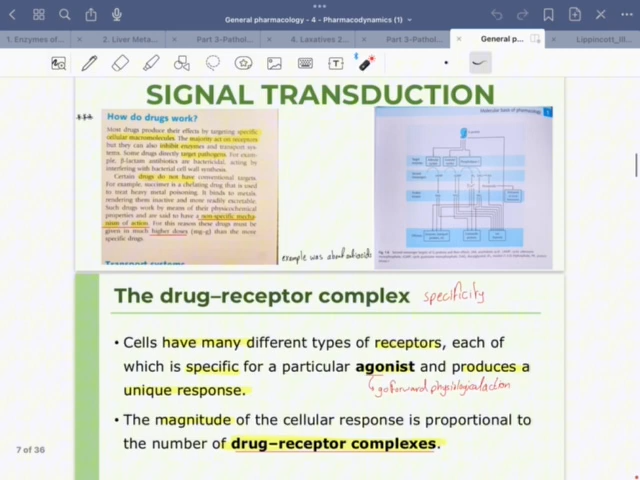 General pharmacology - 4 - Pharmacodynamics (1)
1. Enzymes of...
2. Liver Meta...
Part 3-Pathol...
4. Laxatives 2...
Part 3-Pathol...
General p...
Lippincott_Ill...
SIGNAL TRANSDUCTION
How do drugs work?
Most drugs produce their effects by targeting specific
cellular macromolecules. The majority act on receptors
but they can also inhibit enzymes and transport sys-
tems. Some drugs directly target pathogens. For exam-
ple, β-lactam antibiotics are bactericidal, acting by
interfering with bacterial cell wall synthesis.
Certain drugs do not have conventional targets.
For example, succimer is a chelating drug that is used
to treat heavy metal poisoning. It binds to metals,
rendering them inactive and more readily excretable.
Such drugs work by means of their physicochemical
properties and are said to have a non-specific mecha-
nism of action. For this reason these drugs must be
given in much higher doses (mg-g) than the more
specific drugs.
Transport systems
example was about antiacids
Molecular basis of pharmacology
The drug–receptor complex
specificity
• Cells have many different types of receptors, each of
which is specific for a particular agonist and produces a
unique response.
go forward physiological action
• The magnitude of the cellular response is proportional to
the number of drug–receptor complexes.
7 of 36